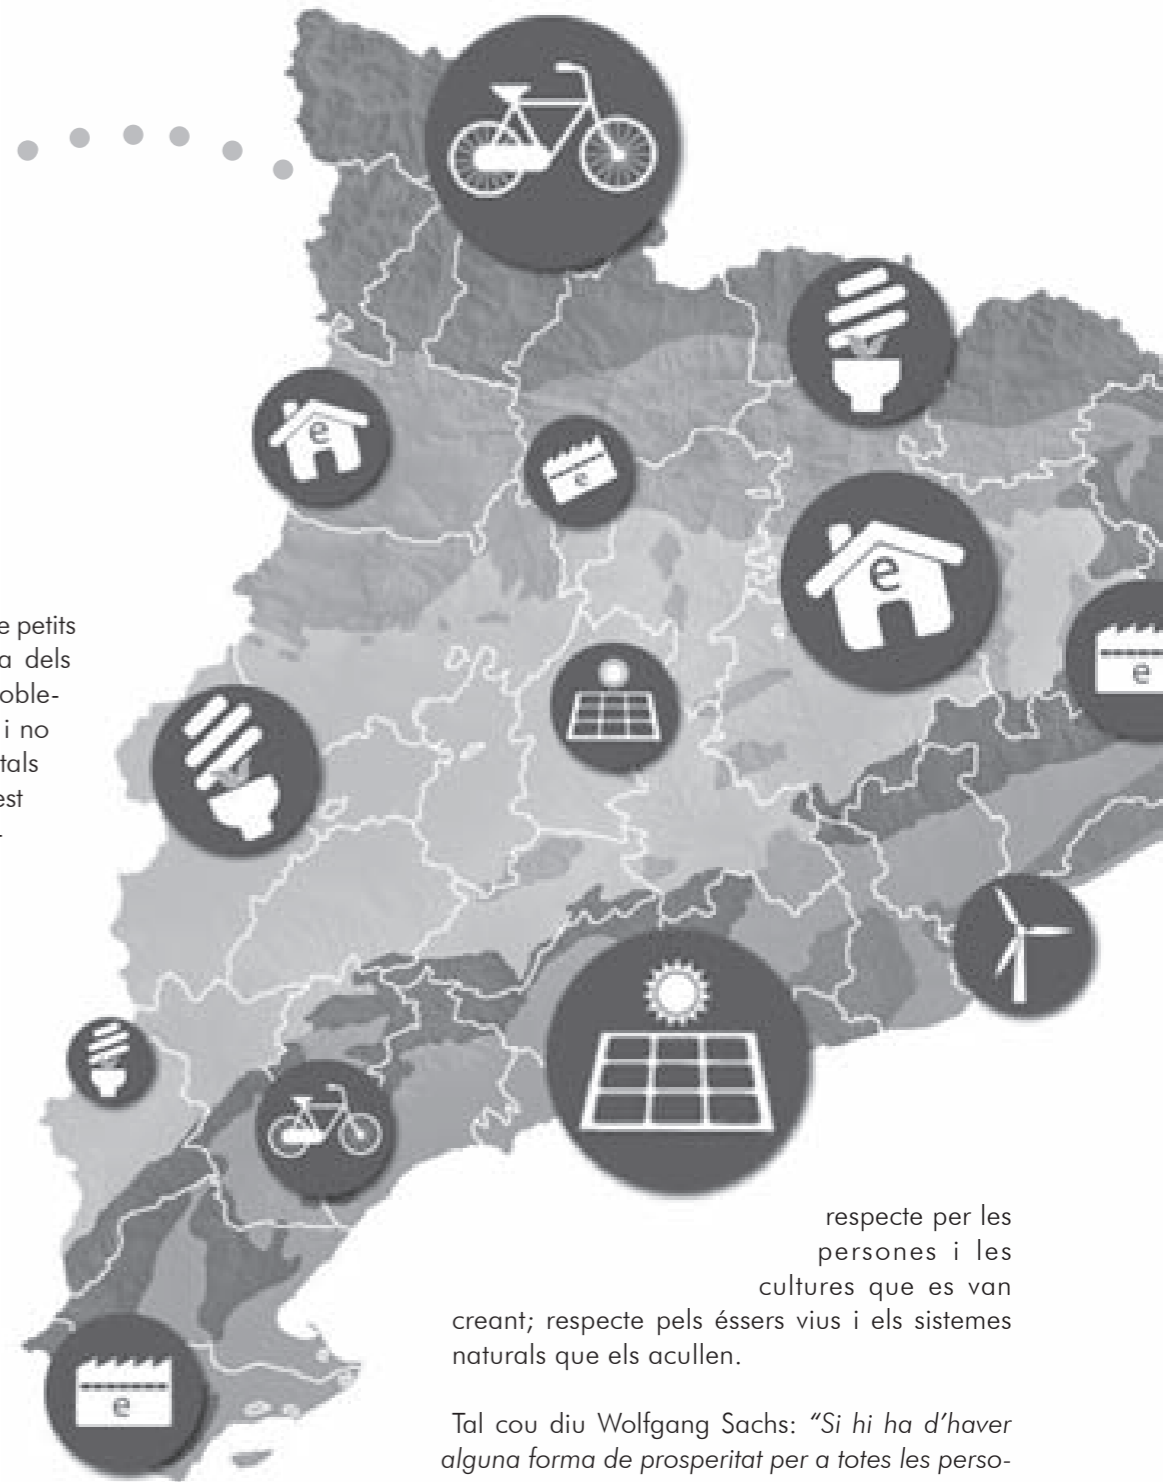 e petits
a dels
oble-
i no
tals
est
.
e
e
e
e
e
respecte per les
persones i les
cultures que es van
creant; respecte pels éssers vius i els sistemes
naturals que els acullen.
Tal cou diu Wolfgang Sachs: “Si hi ha d’haver
alguna forma de prosperitat per a totes les perso-